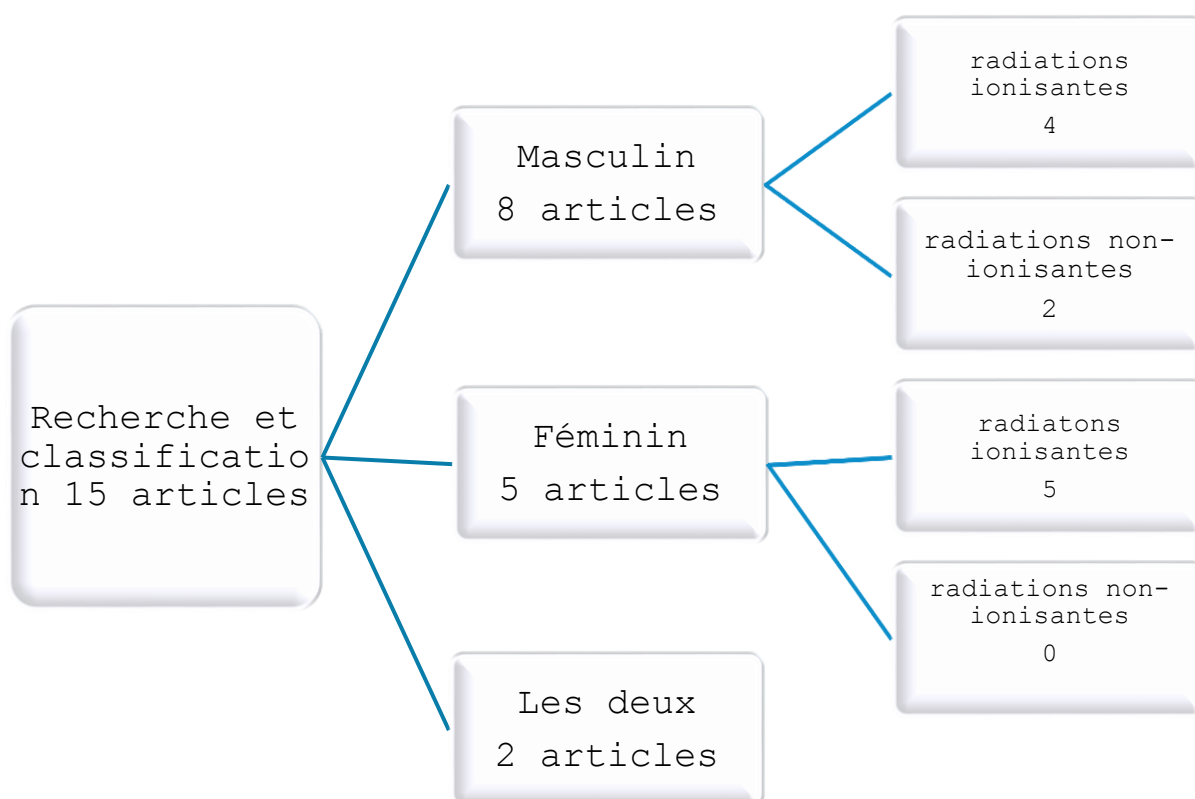 Recherche et
classificatio
n 15 articles
Masculin
8 articles
radiations
ionisantes
4
radiations non-
ionisantes
2
Féminin
5 articles
radiatons
ionisantes
5
radiations non-
ionisantes
0
Les deux
2 articles